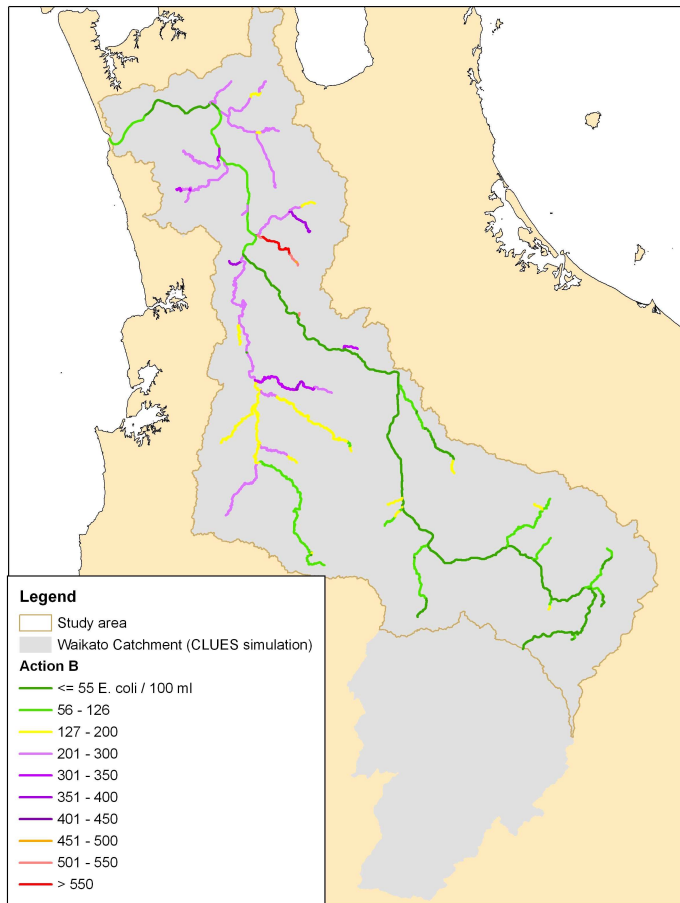 Legend
Study area
Waikato Catchment (CLUES simulation)
Action B
<= 55 E. coli / 100 ml
56 - 126
127 - 200
201 - 300
301 - 350
351 - 400
401 - 450
451 - 500
501 - 550
> 550